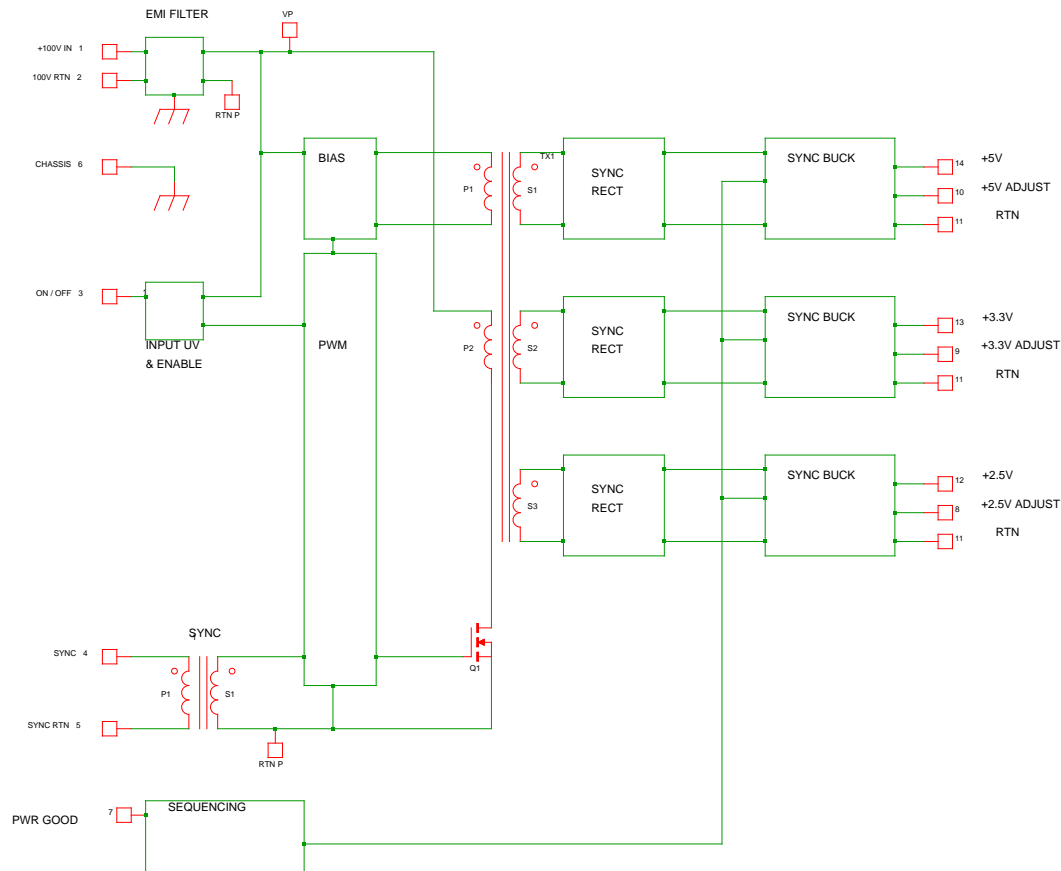 EMI FILTER
VP
+100V IN 1
100V RTN 2
RTN P
CHASSIS 6
BIAS
P1
TX1
S1
SYNC
RECT
SYNC BUCK
14 +5V
10 +5V ADJUST
11 RTN
ON / OFF 3
INPUT UV
& ENABLE
PWM
P2
S2
SYNC
RECT
SYNC BUCK
13 +3.3V
9 +3.3V ADJUST
11 RTN
S3
SYNC
RECT
SYNC BUCK
12 +2.5V
8 +2.5V ADJUST
11 RTN
SYNC
SYNC 4
P1
S1
Q1
SYNC RTN 5
RTN P
PWR GOOD 7
SEQUENCING